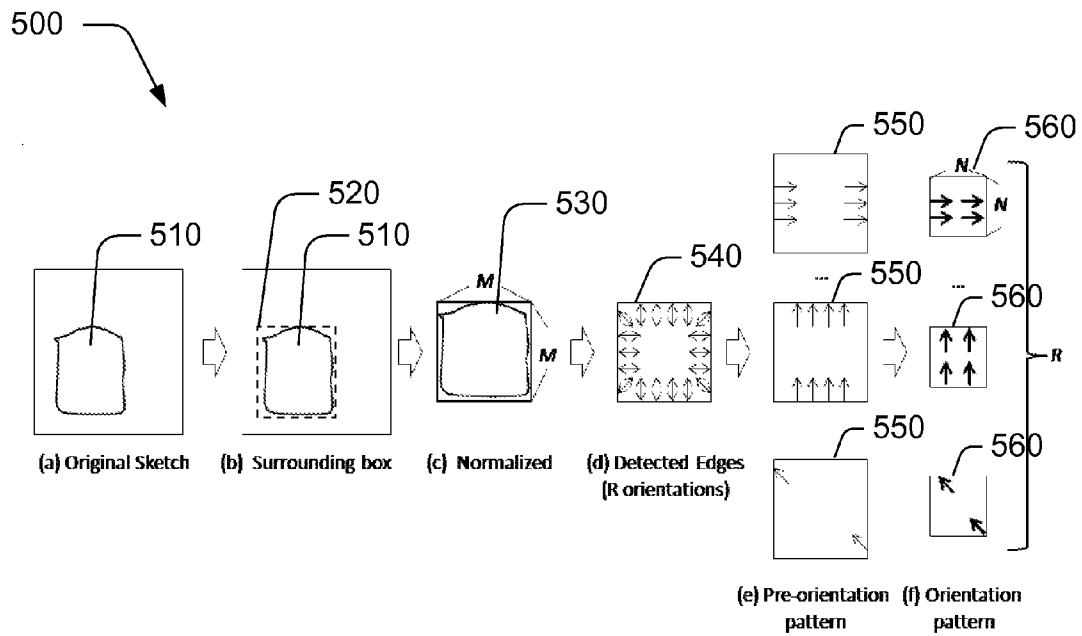 500
550
560
N
N
520
510
510
530
540
M
M
...
550
...
560
R
550
560
(a) Original Sketch
(b) Surrounding box
(c) Normalized
(d) Detected Edges
(R orientations)
(e) Pre-orientation
pattern
(f) Orientation
pattern